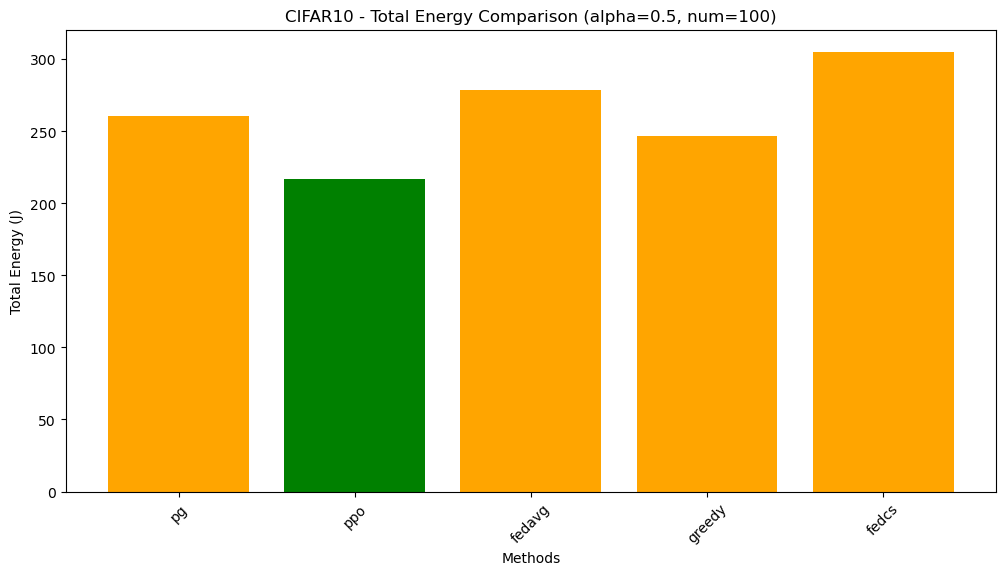 CIFAR10 - Total Energy Comparison (alpha=0.5, num=100)
Total Energy (J)
300
250
200
150
100
50
0
pg
ppo
fedavg
greedy
fedcs
Methods